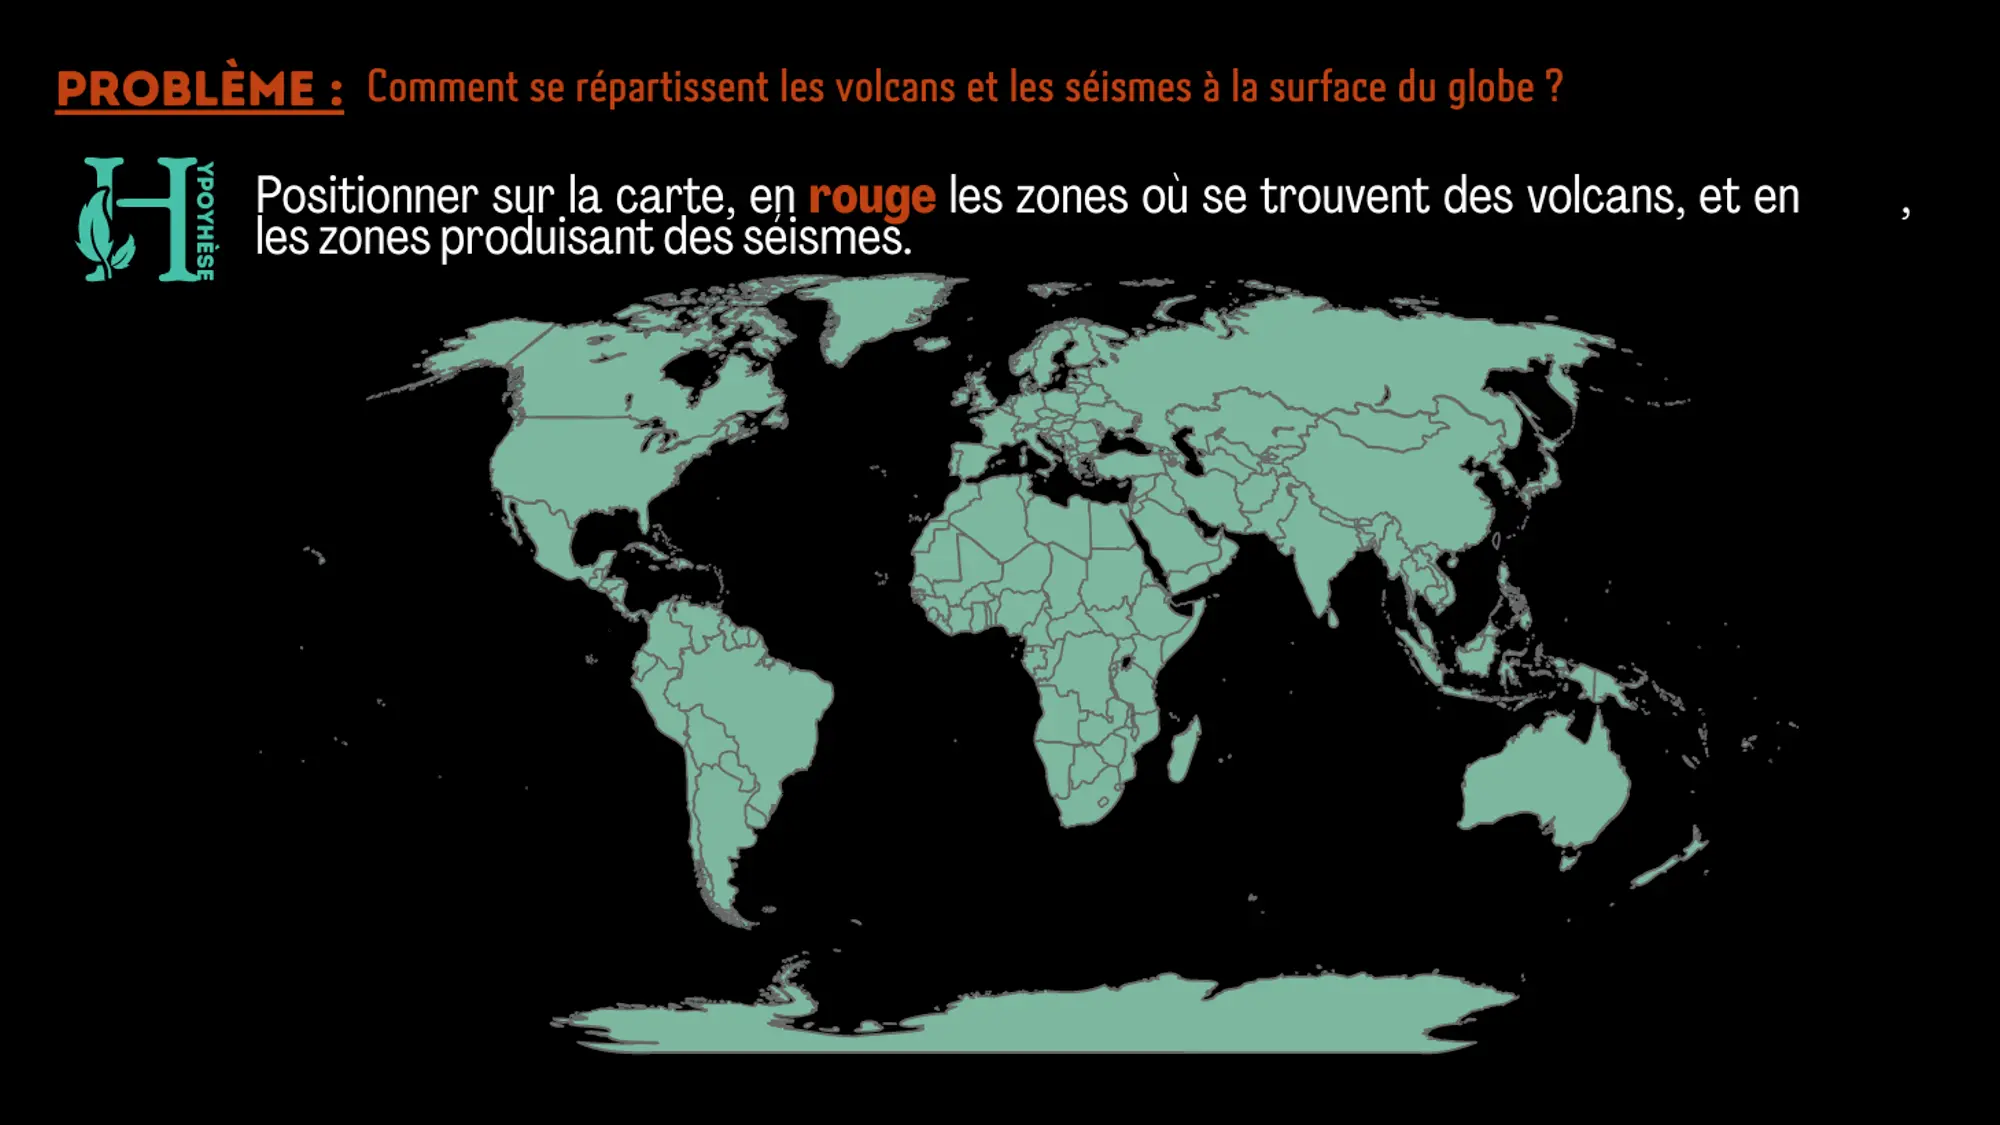 PROBLÈME : Comment se répartissent les volcans et les séismes à la surface du globe ?
HYPOYHÈSE
Positionner sur la carte, en rouge les zones où se trouvent des volcans, et en ,
les zones produisant des séismes.